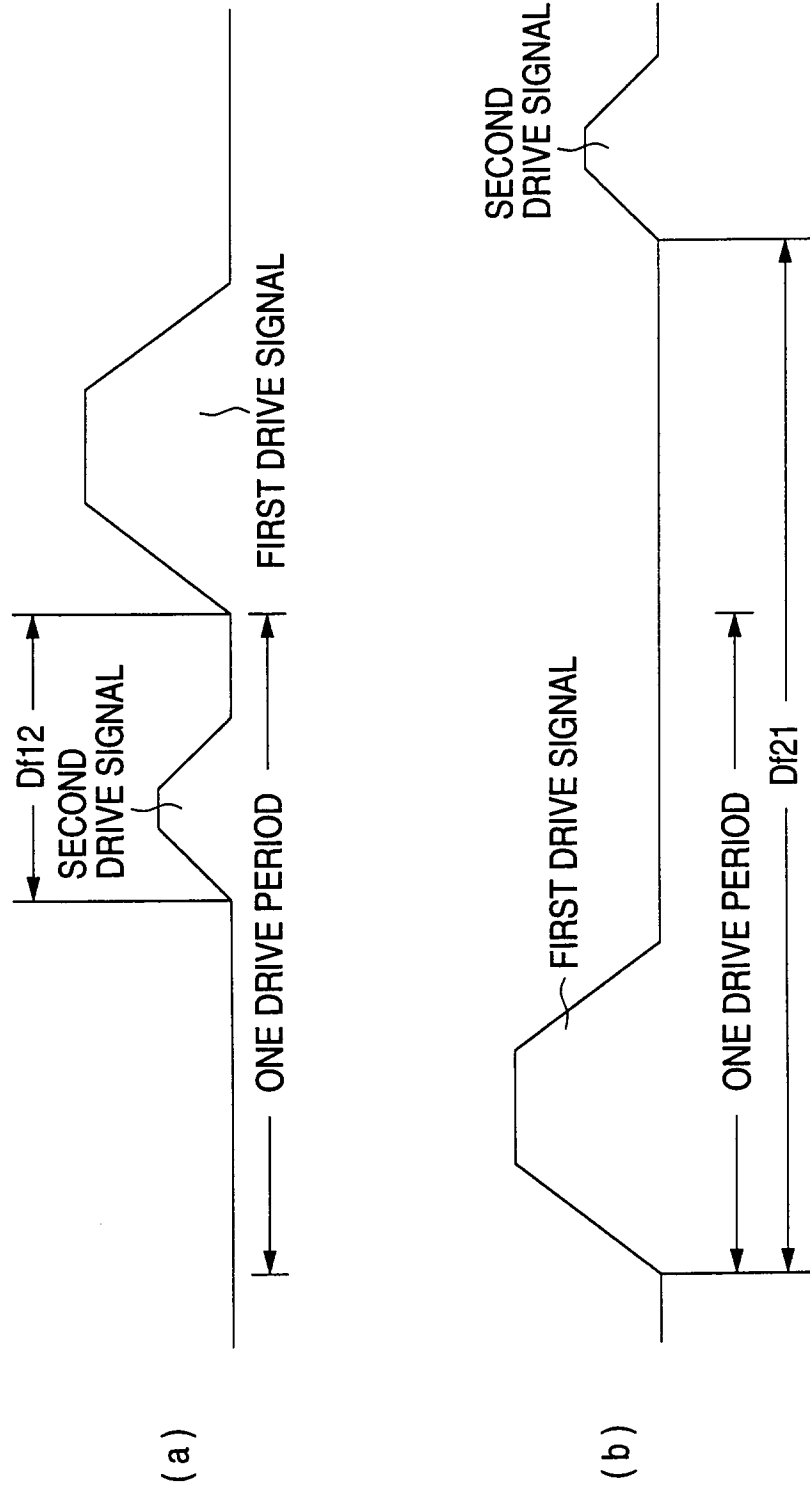 (a)
Df12
SECOND
DRIVE SIGNAL
ONE DRIVE PERIOD
FIRST DRIVE SIGNAL
(b)
FIRST DRIVE SIGNAL
SECOND
DRIVE SIGNAL
ONE DRIVE PERIOD
Df21